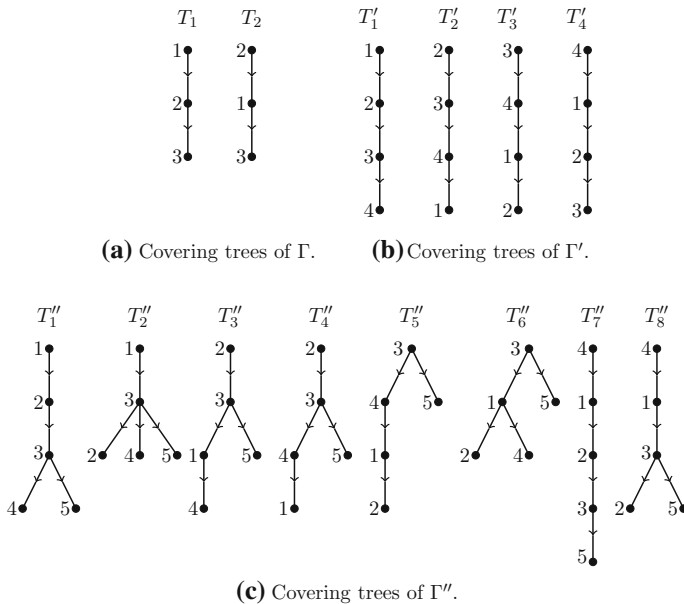 T₁ T₂ T′₁ T′₂ T′₃ T′₄
1 2 1 2 3 4
2 1 2 3 4 1
3 3 3 4 1 2
4 1 2 3
(a) Covering trees of Γ. (b) Covering trees of Γ′.
T″₁ T″₂ T″₃ T″₄ T″₅ T″₆ T″₇ T″₈
1 1 2 2 3 3 4 4
2 3 3 3 4 5 1 5 1 1
3 2 4 5 1 5 4 5 1 2 4 2 3
4 5 4 1 2 3 2 5
5
(c) Covering trees of Γ″.